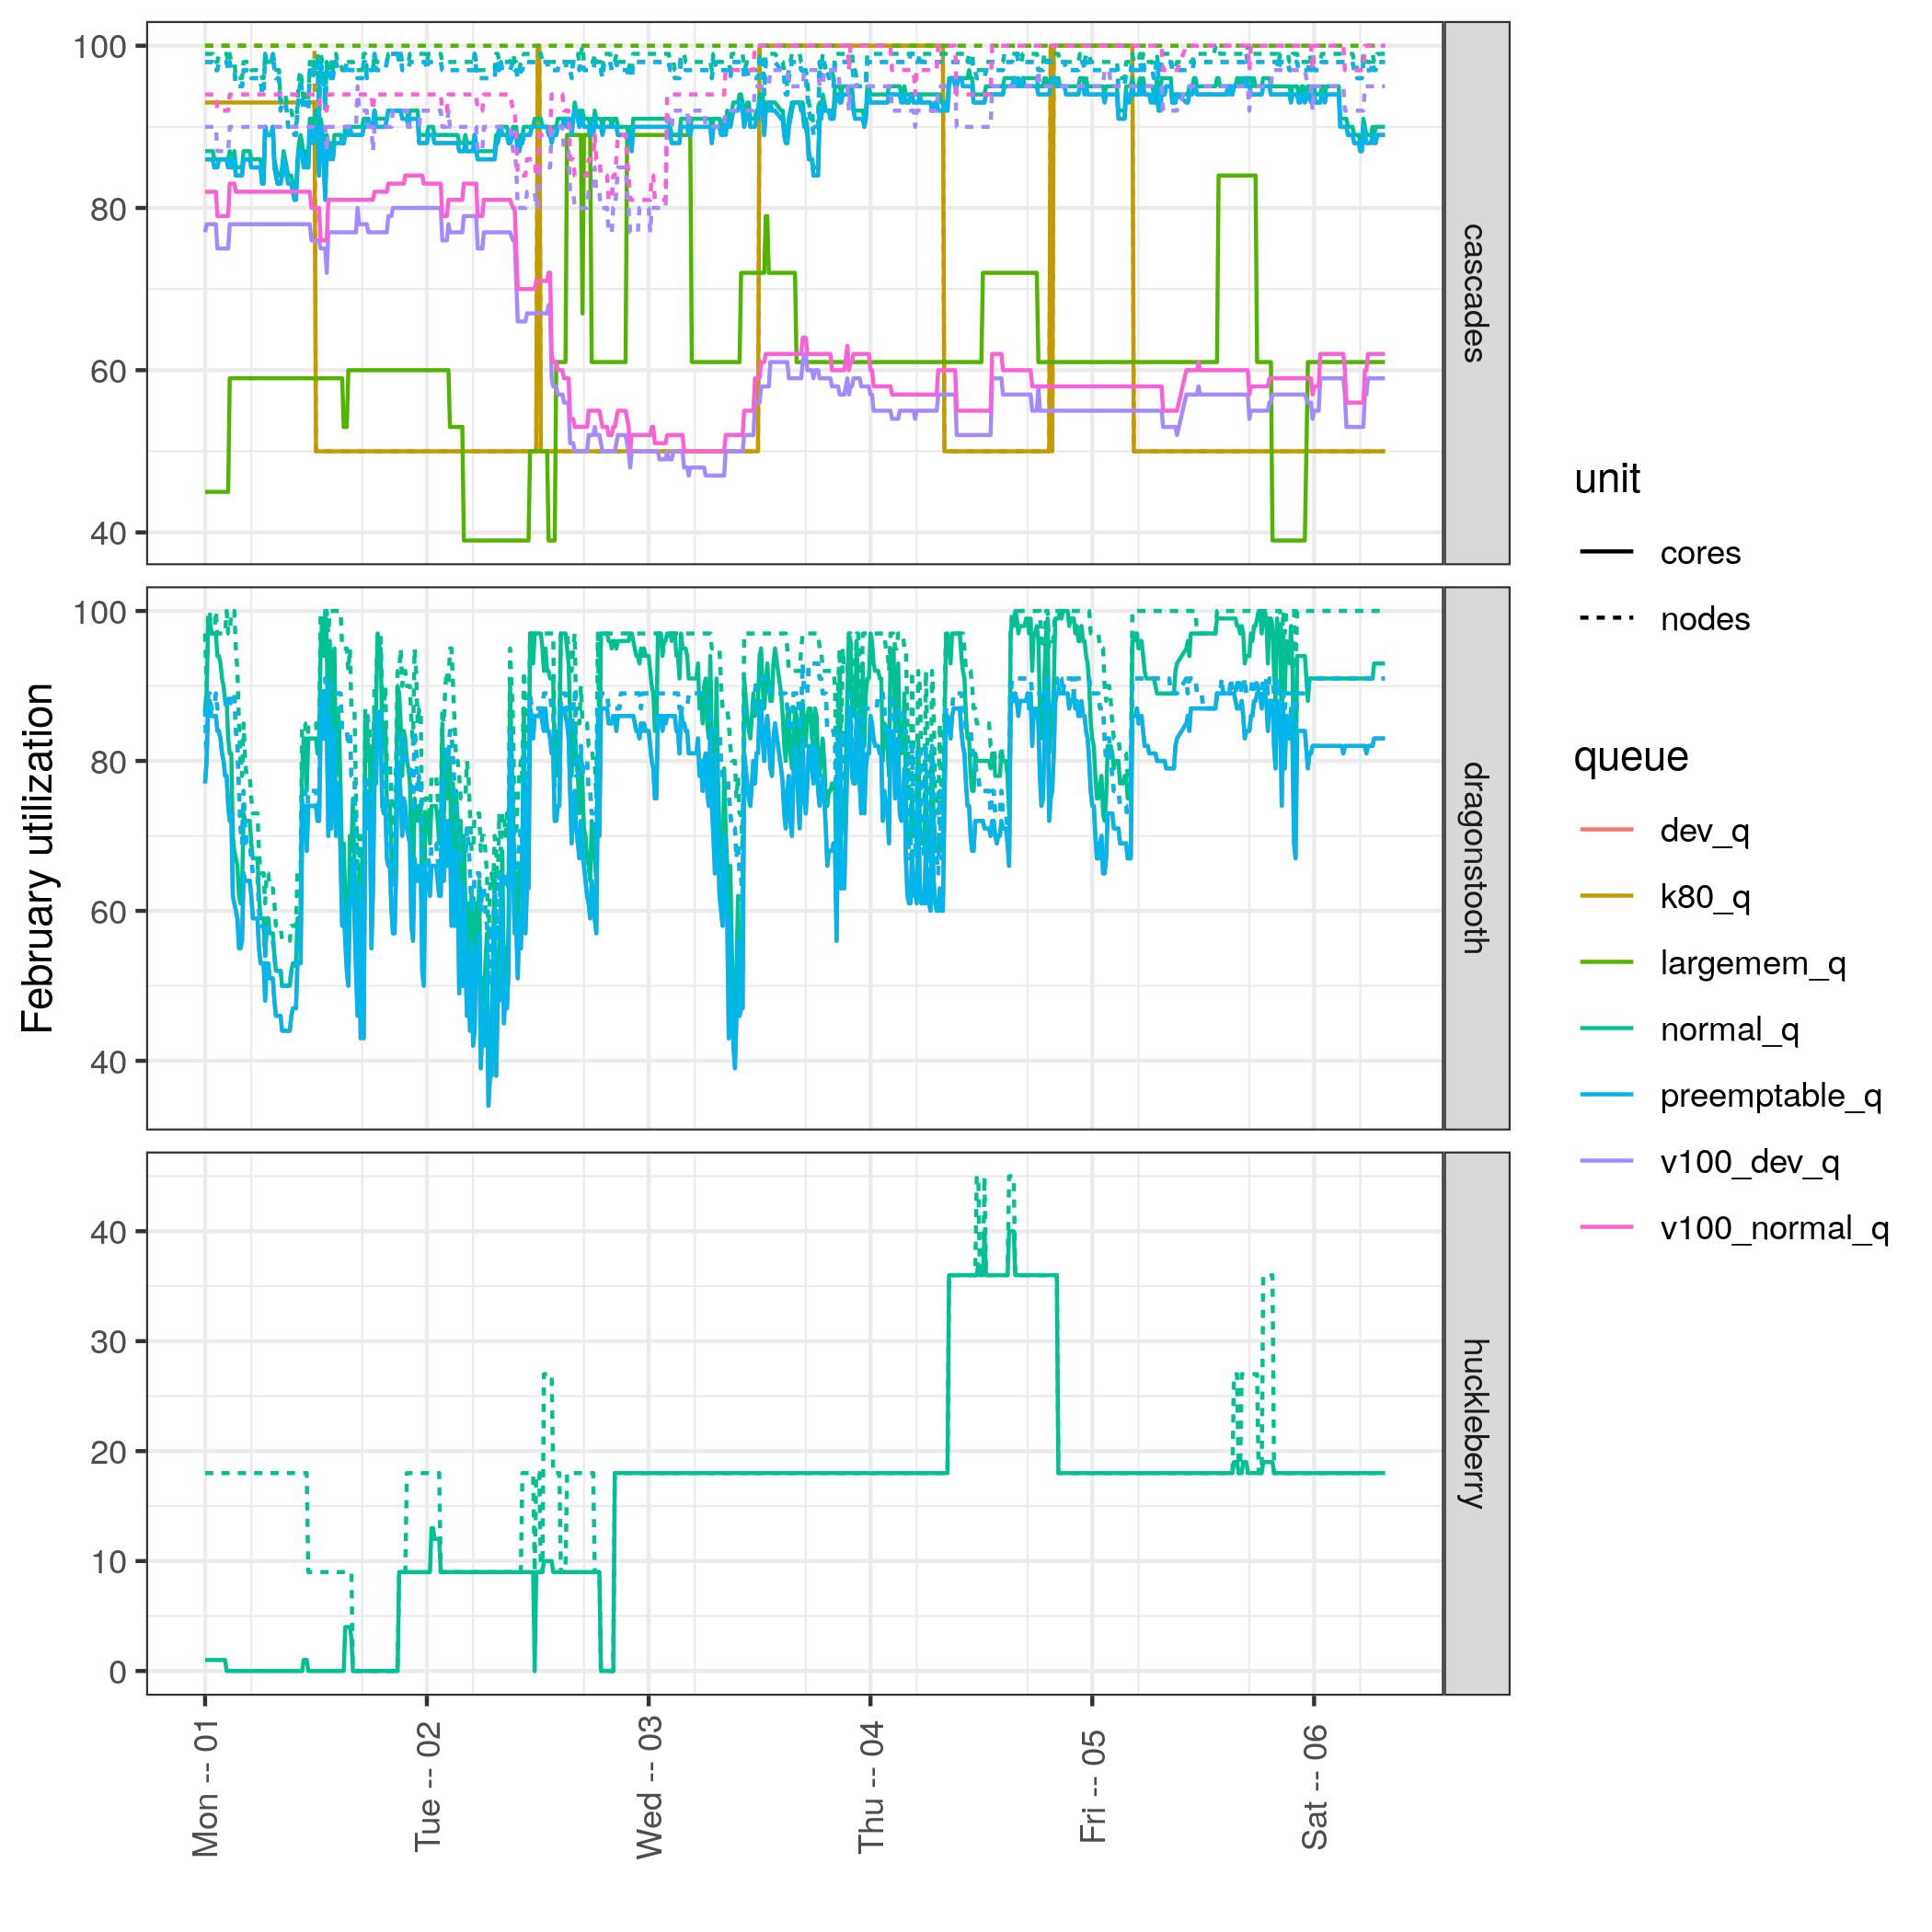 February utilization
100
80
60
40
cascades
100
80
60
40
dragonstooth
40
30
20
10
0
huckleberry
Mon -- 01
Tue -- 02
Wed -- 03
Thu -- 04
Fri -- 05
Sat -- 06
unit
cores
nodes
queue
dev_q
k80_q
largemem_q
normal_q
preemptable_q
v100_dev_q
v100_normal_q